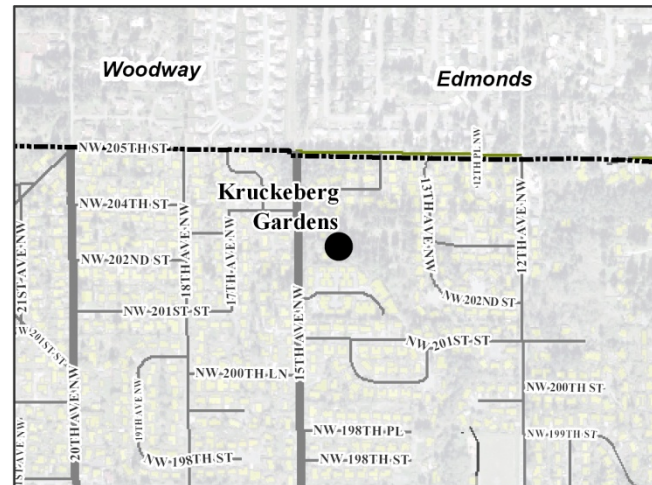 Woodway
Edmonds
NW 205TH ST
12TH PL NW
Kruckeberg
Gardens
NW 204TH ST
18TH AVE NW
17TH AVE NW
13TH AVE NW
12TH AVE NW
21ST AVE NW
NW 202ND ST
NW 202ND ST
NW 201ST ST
NW 201ST ST
NW 201ST ST
15TH AVE NW
20TH AVE NW
NW 200TH LN
NW 200TH ST
19TH AVE NW
NW 198TH PL
NW 199TH ST
NW 198TH ST
NW 198TH ST
1ST AVE NW